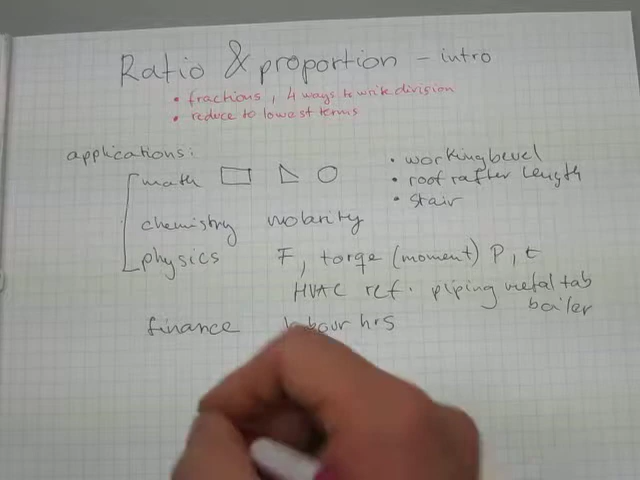 Ratio & proportion - intro
• fractions, 4 ways to write division
• reduce to lowest terms
applications:
math
• working bevel
• roof rafter length
• stair
chemistry molarity
physics F, torqe (moment) P, t
HVAC ref. piping metal tab
boiler
finance labour hrs